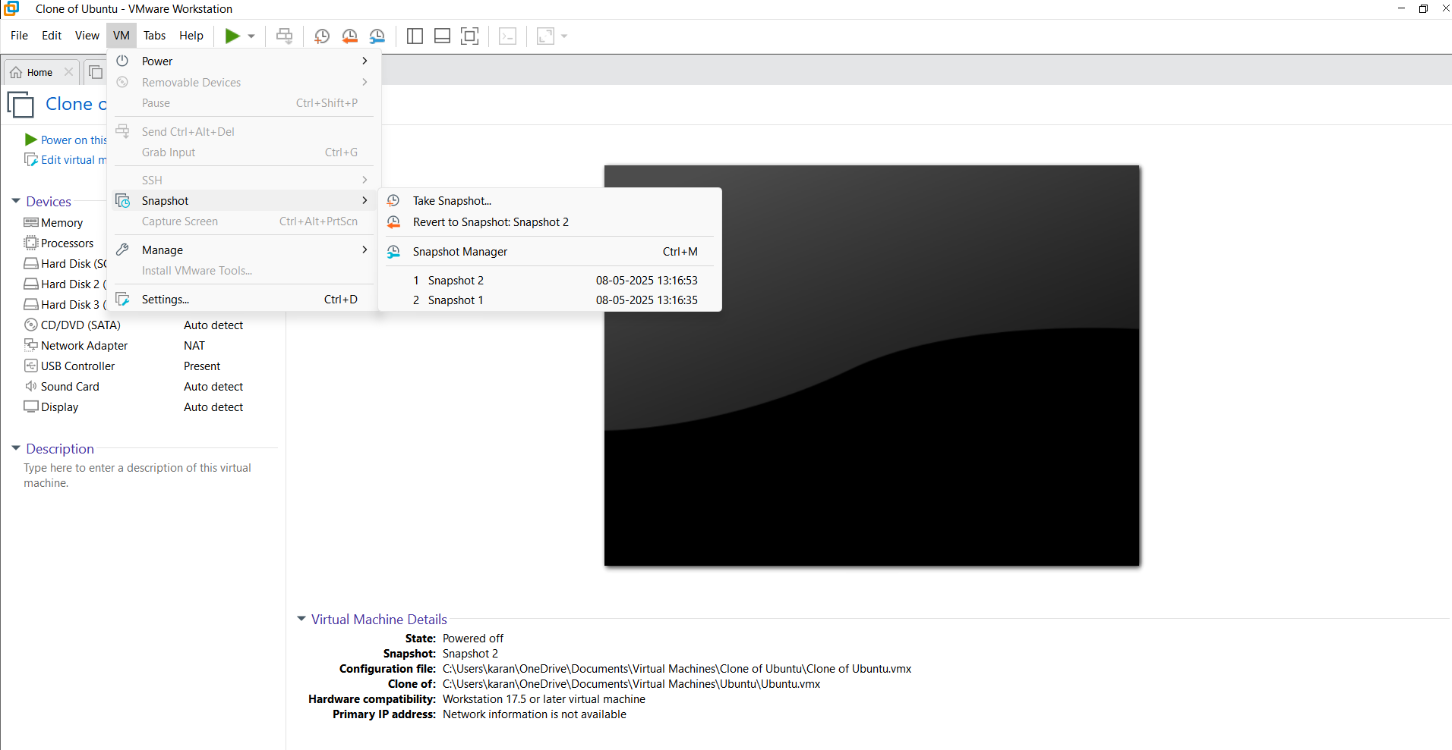 Clone of Ubuntu - VMware Workstation
File Edit View VM Tabs Help
Home
Clone o
Power on this
Edit virtual m
Devices
Memory
Processors
Hard Disk (SC
Hard Disk 2 (
Hard Disk 3 (
CD/DVD (SATA) Auto detect
Network Adapter NAT
USB Controller Present
Sound Card Auto detect
Display Auto detect
Description
Type here to enter a description of this virtual
machine.
Power
Removable Devices
Pause Ctrl+Shift+P
Send Ctrl+Alt+Del
Grab Input Ctrl+G
SSH
Snapshot
Capture Screen Ctrl+Alt+PrtScn
Manage
Install VMware Tools...
Settings... Ctrl+D
Take Snapshot...
Revert to Snapshot: Snapshot 2
Snapshot Manager Ctrl+M
1 Snapshot 2 08-05-2025 13:16:53
2 Snapshot 1 08-05-2025 13:16:35
Virtual Machine Details
State: Powered off
Snapshot: Snapshot 2
Configuration file: C:\Users\karan\OneDrive\Documents\Virtual Machines\Clone of Ubuntu\Clone of Ubuntu.vmx
Clone of: C:\Users\karan\OneDrive\Documents\Virtual Machines\Ubuntu\Ubuntu.vmx
Hardware compatibility: Workstation 17.5 or later virtual machine
Primary IP address: Network information is not available